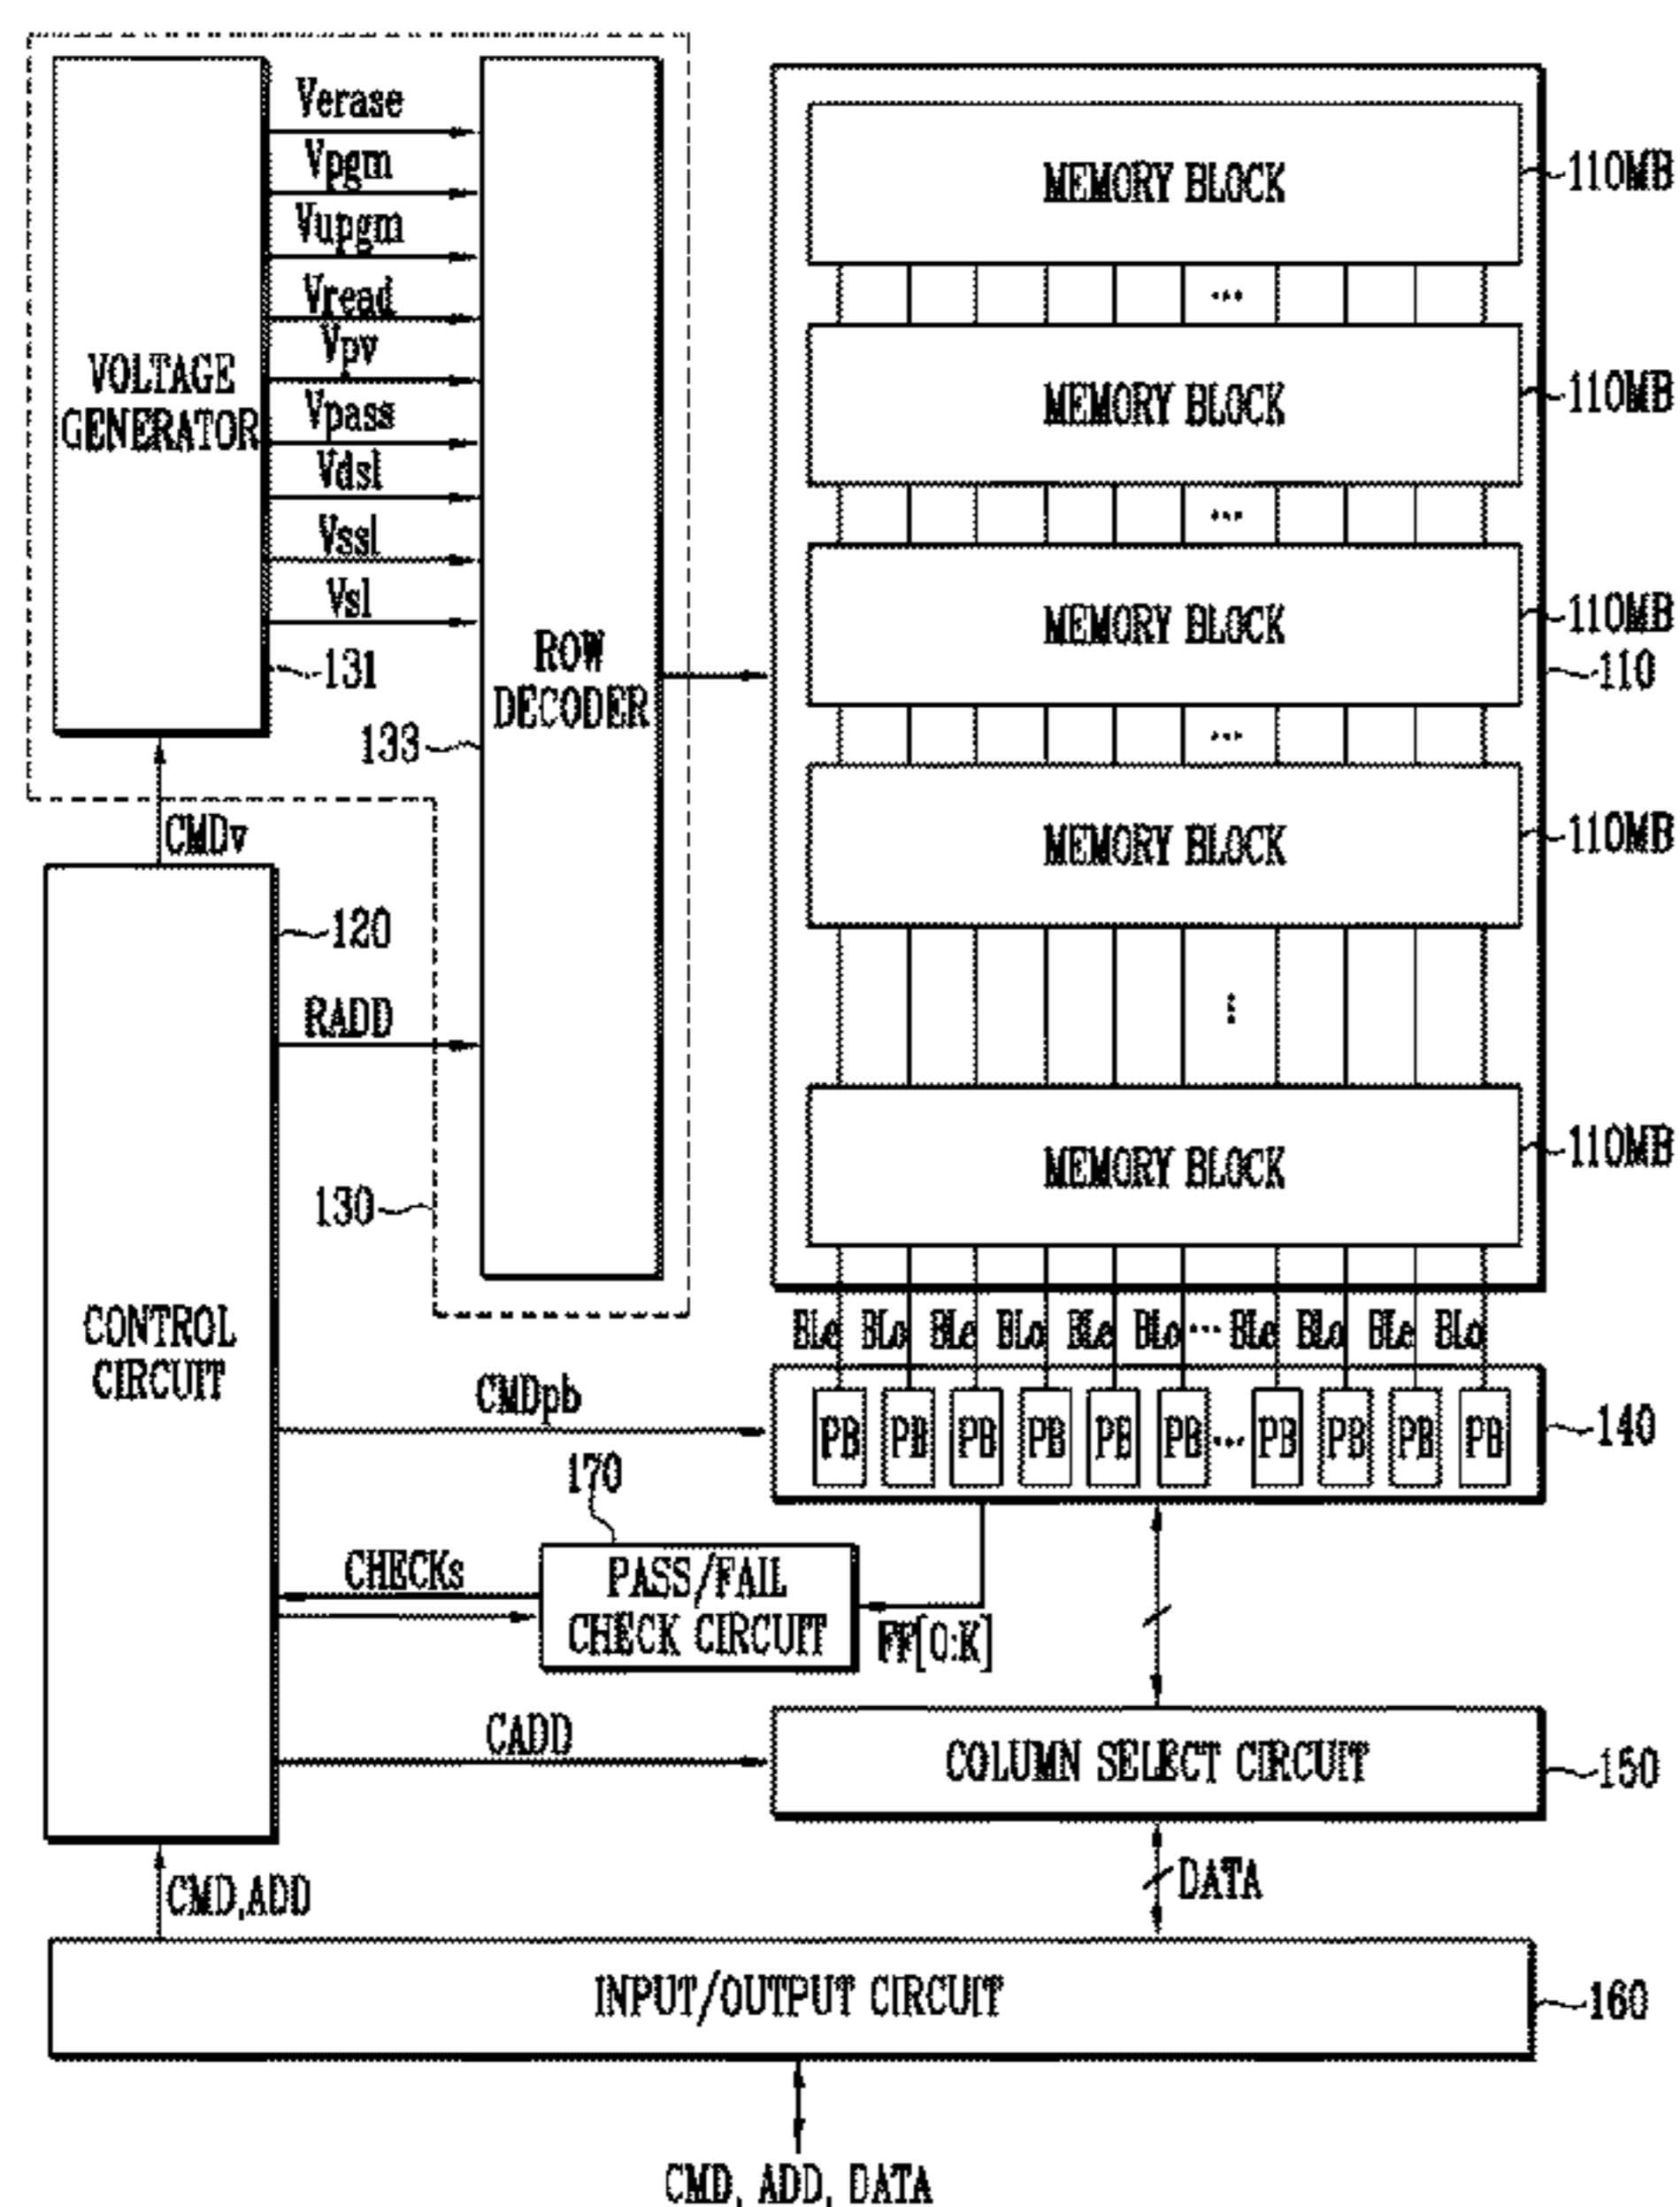 Verase
Vpgm
Vupgm
Vread
Vpv
Vpass
Vdsl
Vssl
Vsl
VOLTAGE
GENERATOR
131
ROW
DECODER
133
MEMORY BLOCK
110MB
...
MEMORY BLOCK
110MB
...
MEMORY BLOCK
110MB
110
...
MEMORY BLOCK
110MB
MEMORY BLOCK
110MB
CMDv
120
RADD
130
CONTROL
CIRCUIT
BLe BLo BLe BLo BLe BLo ... BLe BLo BLe BLo
CMDpb
PB PB PB PB PB PB ... PB PB PB PB
140
170
CHECKs
PASS/FAIL
CHECK CIRCUIT
FF[0:K]
CADD
COLUMN SELECT CIRCUIT
150
CMD,ADD
DATA
INPUT/OUTPUT CIRCUIT
160
CMD, ADD, DATA